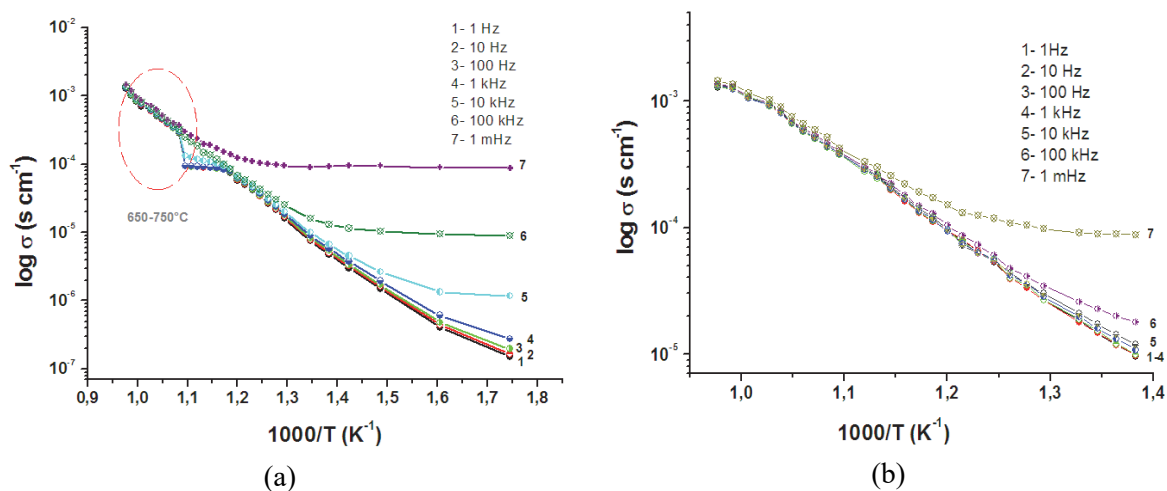 10⁻²
10⁻³
10⁻⁴
10⁻⁵
10⁻⁶
10⁻⁷
log σ (s cm⁻¹)
1- 1 Hz
2- 10 Hz
3- 100 Hz
4- 1 kHz
5- 10 kHz
6- 100 kHz
7- 1 mHz
650-750°C
7
6
5
4
3
1
2
0,9 1,0 1,1 1,2 1,3 1,4 1,5 1,6 1,7 1,8
1000/T (K⁻¹)
(a)
10⁻³
10⁻⁴
10⁻⁵
log σ (s cm⁻¹)
1- 1Hz
2- 10 Hz
3- 100 Hz
4- 1 kHz
5- 10 kHz
6- 100 kHz
7- 1 mHz
7
6
5
1-4
1,0 1,1 1,2 1,3 1,4
1000/T (K⁻¹)
(b)